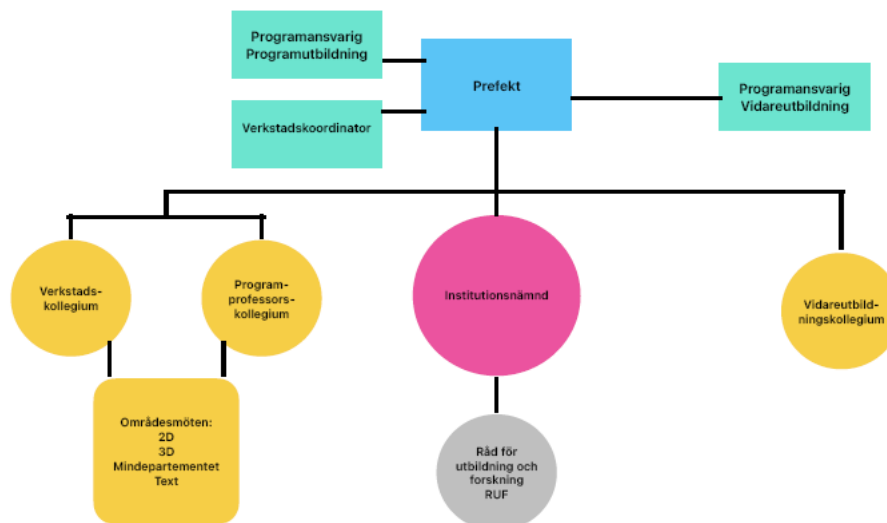 Programansvarig
Programutbildning
Prefekt
Programansvarig
Vidareutbildning
Verkstadskoordinator
Verkstads-
kollegium
Program-
professors-
kollegium
Institutionsnämnd
Vidareutbild-
ningskollegium
Områdesmöten:
2D
3D
Mindepartementet
Text
Råd för
utbildning och
forskning
RUF